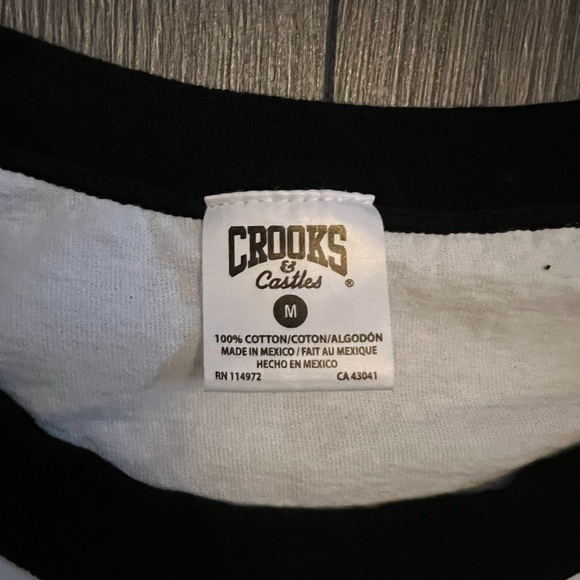 CROOKS
&
Castles ®
M
100% COTTON/COTON/ALGODÓN
MADE IN MEXICO / FAIT AU MEXIQUE
HECHO EN MEXICO
RN 114972 CA 43041